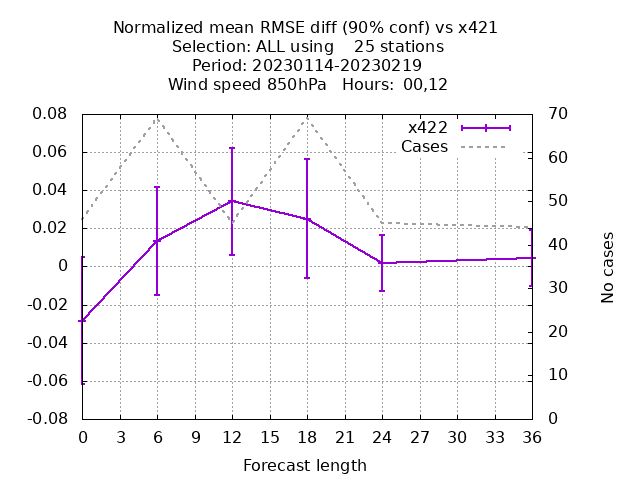 Normalized mean RMSE diff (90% conf) vs x421
Selection: ALL using    25 stations
Period: 20230114-20230219
Wind speed 850hPa   Hours:  00,12
x422
Cases
0.08
0.06
0.04
0.02
0
-0.02
-0.04
-0.06
-0.08
70
60
50
40
30
20
10
0
No cases
0 3 6 9 12 15 18 21 24 27 30 33 36
Forecast length